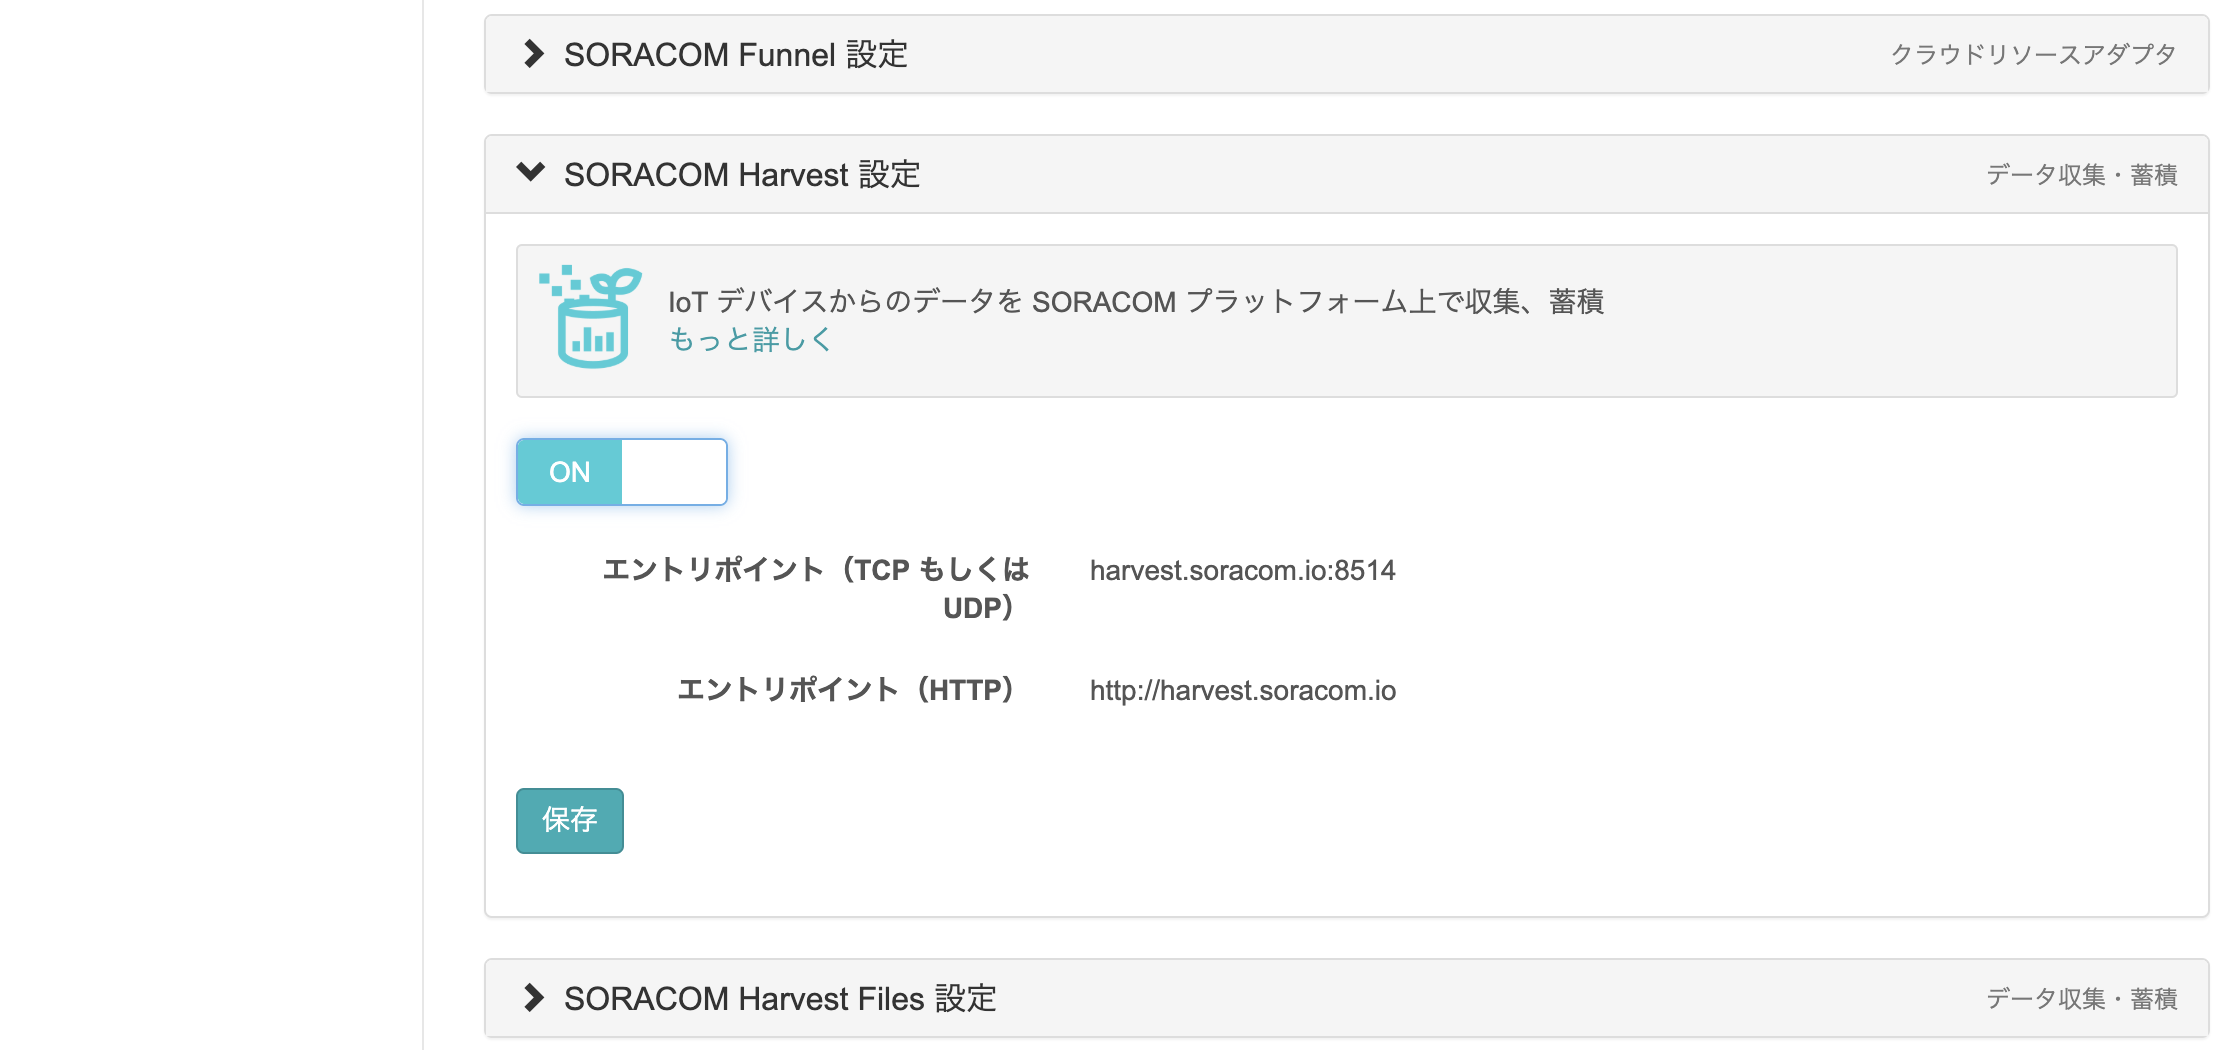 SORACOM Funnel 設定
クラウドリソースアダプタ
SORACOM Harvest 設定
データ収集・蓄積
IoT デバイスからのデータを SORACOM プラットフォーム上で収集、蓄積
もっと詳しく
ON
エントリポイント（TCP もしくは
UDP）
harvest.soracom.io:8514
エントリポイント（HTTP）
http://harvest.soracom.io
保存
SORACOM Harvest Files 設定
データ収集・蓄積